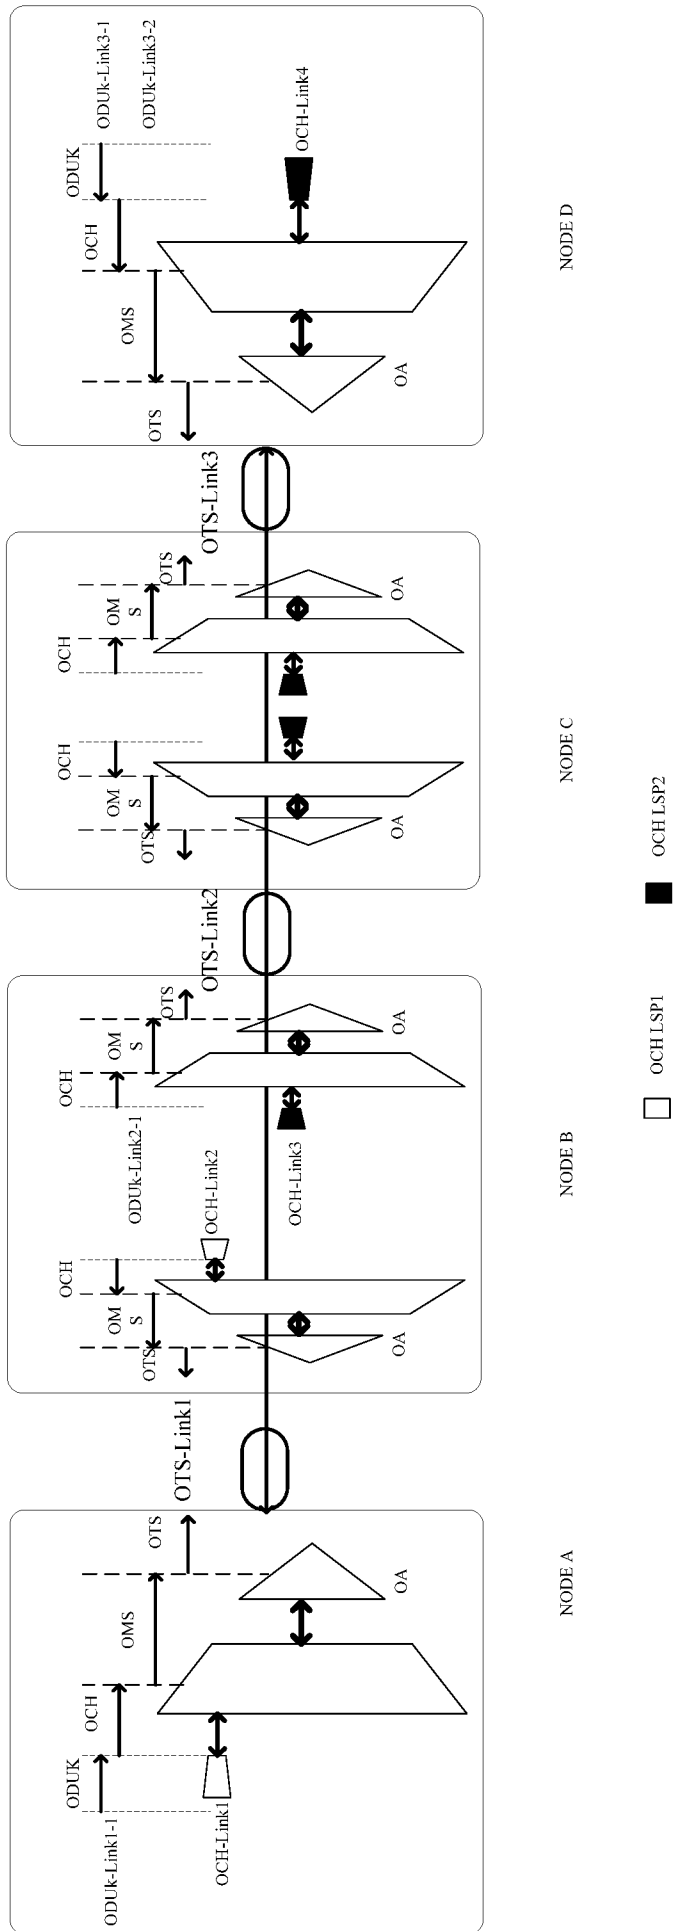 ODUK
OCH
OMS
OTS
ODUk-Link1-1
OCH-Link1
OA
NODE A
OTS-Link1
OTS
OM
S
OCH
OA
OCH-Link2
ODUk-Link2-1
OCH-Link3
OCH
OM
S
OTS
OA
NODE B
OTS-Link2
OTS
OM
S
OCH
OA
OCH
OM
S
OTS
OA
NODE C
OTS-Link3
OTS
OMS
OCH
ODUK
ODUk-Link3-1
ODUk-Link3-2
OCH-Link4
OA
NODE D
OCH LSP1
OCH LSP2